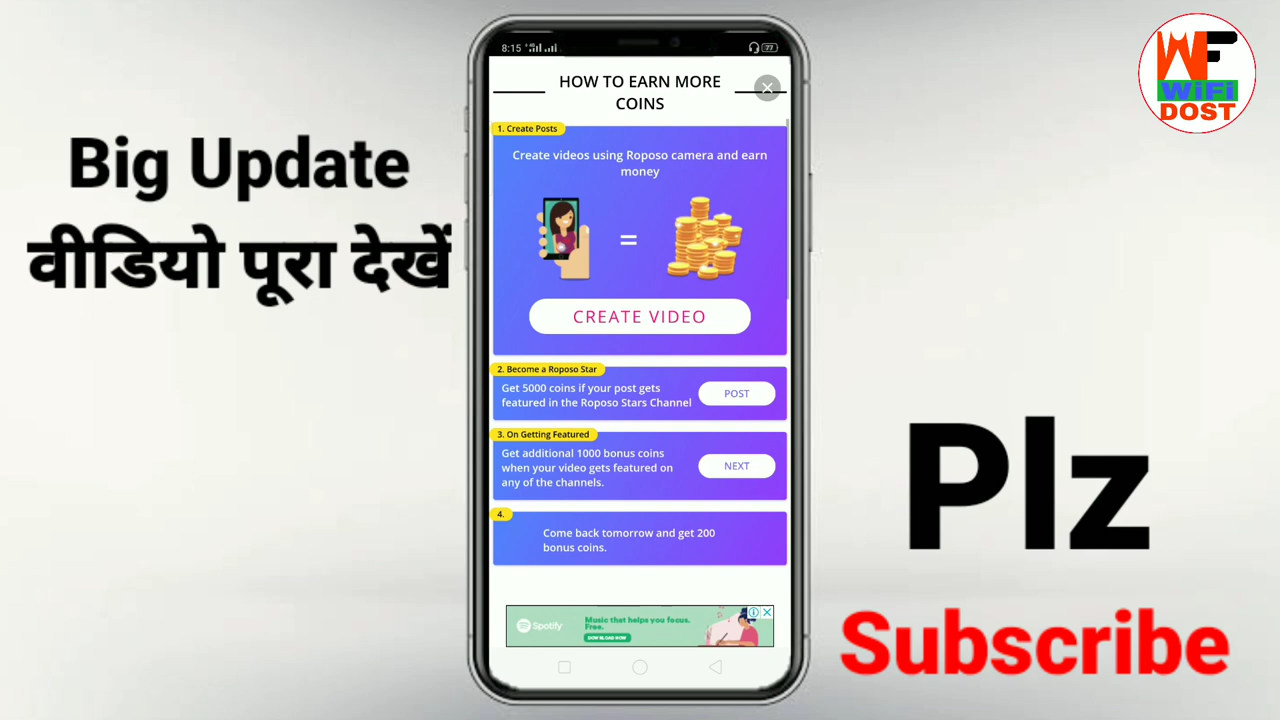 Big Update
वीडियो पूरा देखें
8:15
77
HOW TO EARN MORE
COINS
1. Create Posts
Create videos using Roposo camera and earn
money
=
CREATE VIDEO
2. Become a Roposo Star
Get 5000 coins if your post gets
featured in the Roposo Stars Channel
POST
3. On Getting Featured
Get additional 1000 bonus coins
when your video gets featured on
any of the channels.
NEXT
4.
Come back tomorrow and get 200
bonus coins.
Spotify
Music that helps you focus.
Free.
DOWNLOAD NOW
WF
WiFi
DOST
Plz
Subscribe